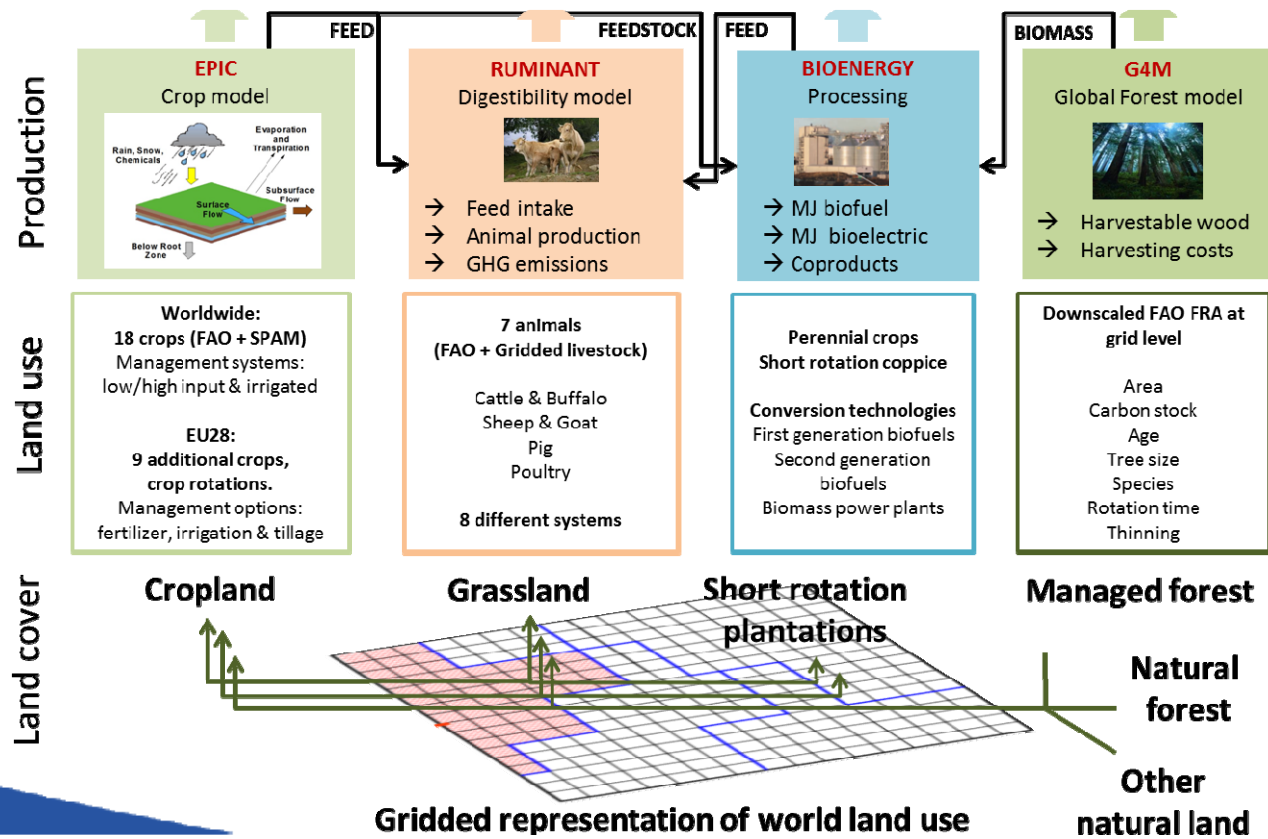 FEED
FEEDSTOCK
FEED
BIOMASS
Production
EPIC
Crop model
Rain, Snow,
Chemicals
Evaporation
and
Transpiration
Subsurface
Flow
Surface
Flow
Below Root
Zone
RUMINANT
Digestibility model
→ Feed intake
→ Animal production
→ GHG emissions
BIOENERGY
Processing
→ MJ biofuel
→ MJ bioelectric
→ Coproducts
G4M
Global Forest model
→ Harvestable wood
→ Harvesting costs
Land use
Worldwide:
18 crops (FAO + SPAM)
Management systems:
low/high input & irrigated
EU28:
9 additional crops,
crop rotations.
Management options:
fertilizer, irrigation & tillage
7 animals
(FAO + Gridded livestock)
Cattle & Buffalo
Sheep & Goat
Pig
Poultry
8 different systems
Perennial crops
Short rotation coppice
Conversion technologies
First generation biofuels
Second generation
biofuels
Biomass power plants
Downscaled FAO FRA at
grid level
Area
Carbon stock
Age
Tree size
Species
Rotation time
Thinning
Land cover
Cropland
Grassland
Short rotation
plantations
Managed forest
Natural
forest
Other
natural land
Gridded representation of world land use